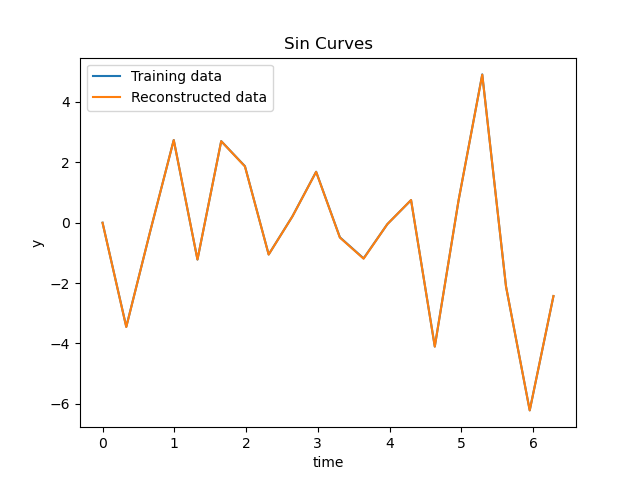 Sin Curves
Training data
Reconstructed data
y
4
2
0
−2
−4
−6
0 1 2 3 4 5 6
time